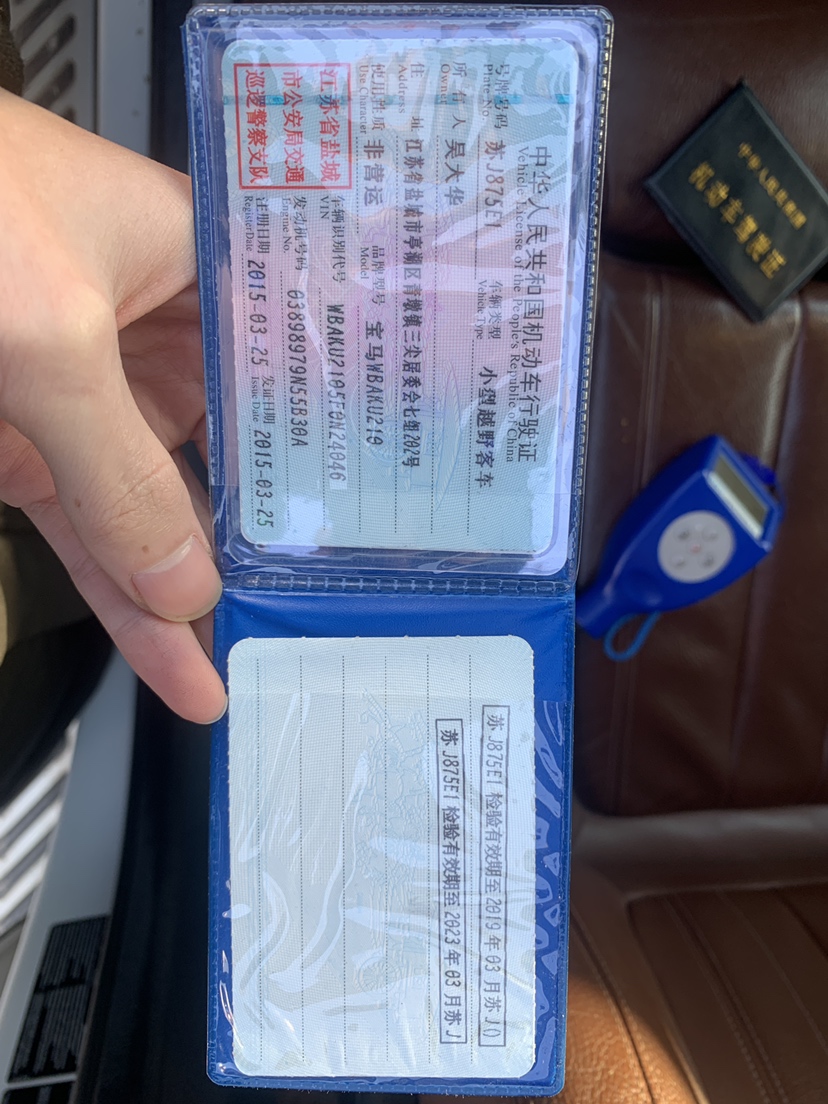 中华人民共和国机动车行驶证
Vehicle License of the People's Republic of China
号牌号码 苏J875E1 车辆类型 小型越野客车
Plate No. Vehicle Type
所有人 吴大华
Owner
住址 江苏省盐城市亭湖区青墩镇三尖居委会七组202号
Address
使用性质 非营运 品牌型号 宝马WBAKU210
Use Character Model
江苏省盐城
市公安局交通
巡逻警察支队
车辆识别代号 WBAKU2105F0N24046
VIN
发动机号码 03898979N55B30A
Engine No.
注册日期 2015-03-25 发证日期 2015-03-25
Register Date Issue Date
苏J875E1 检验有效期至2019年03月苏J()
苏J875E1 检验有效期至2023年03月苏J
中华人民共和国
机动车驾驶证